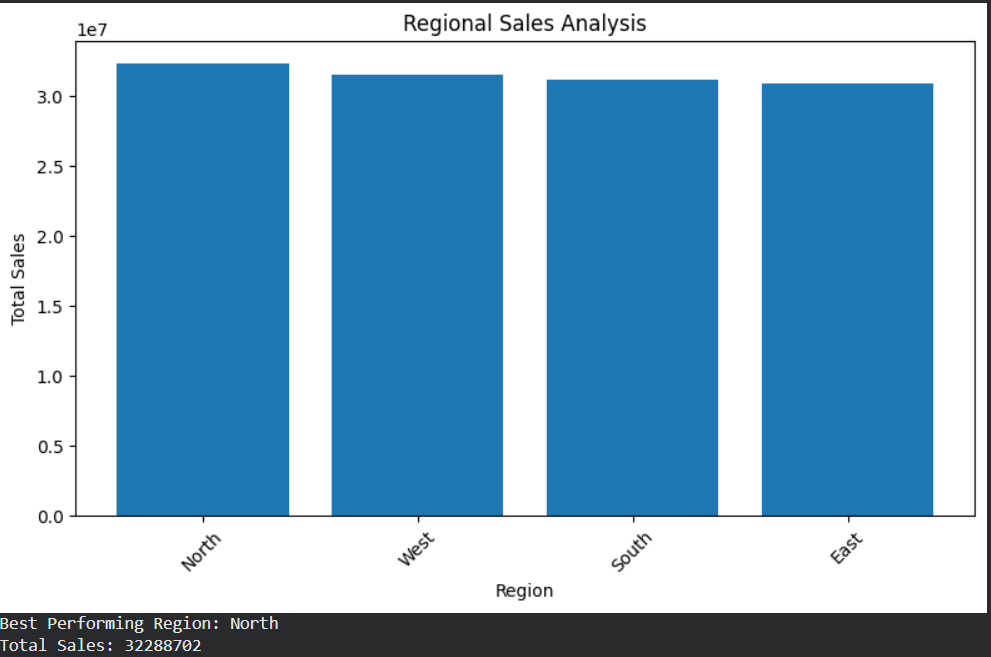 Regional Sales Analysis
1e7
3.0
2.5
2.0
1.5
1.0
0.5
0.0
Total Sales
North
West
South
East
Region
Best Performing Region: North
Total Sales: 32288702